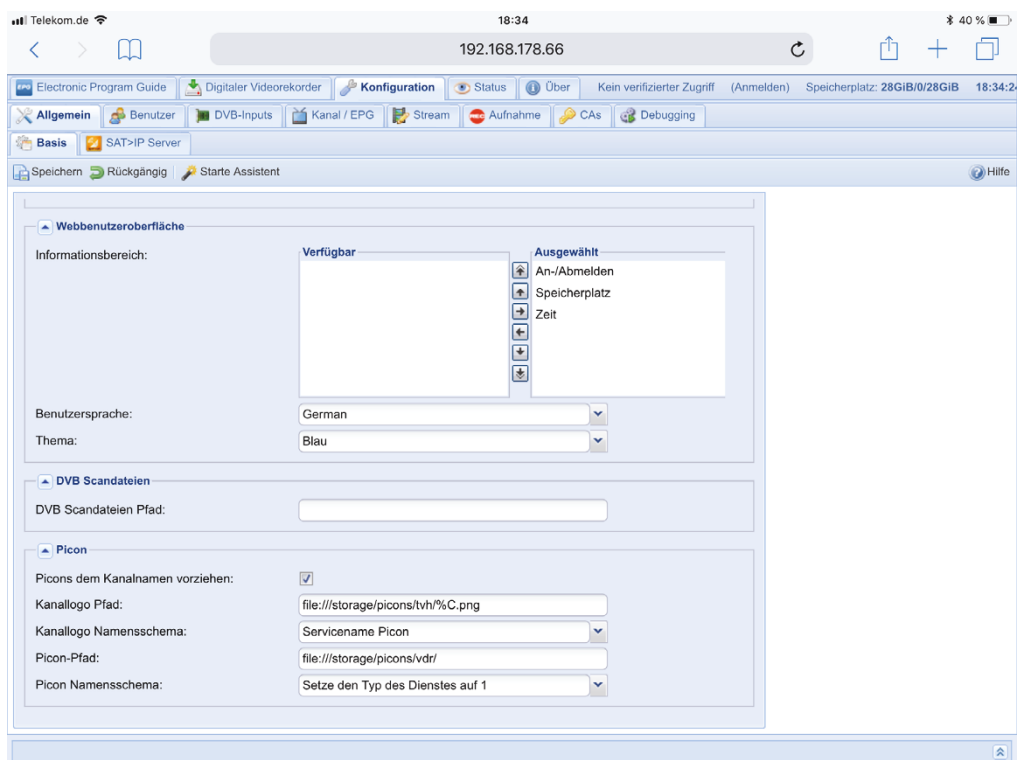 Telekom.de 18:34 40 %
192.168.178.66
EPG Electronic Program Guide Digitaler Videorekorder Konfiguration Status Über Kein verifizierter Zugriff (Anmelden) Speicherplatz: 28GiB/0/28GiB 18:34:24
Allgemein Benutzer DVB-Inputs Kanal / EPG Stream Aufnahme CAs Debugging
Basis SAT>IP Server
Speichern Rückgängig Starte Assistent Hilfe
Webbenutzeroberfläche
Informationsbereich: Verfügbar Ausgewählt
An-/Abmelden
Speicherplatz
Zeit
Benutzersprache: German
Thema: Blau
DVB Scandateien
DVB Scandateien Pfad:
Picon
Picons dem Kanalnamen vorziehen:
Kanallogo Pfad: file:///storage/picons/tvh/%C.png
Kanallogo Namensschema: Servicename Picon
Picon-Pfad: file:///storage/picons/vdr/
Picon Namensschema: Setze den Typ des Dienstes auf 1